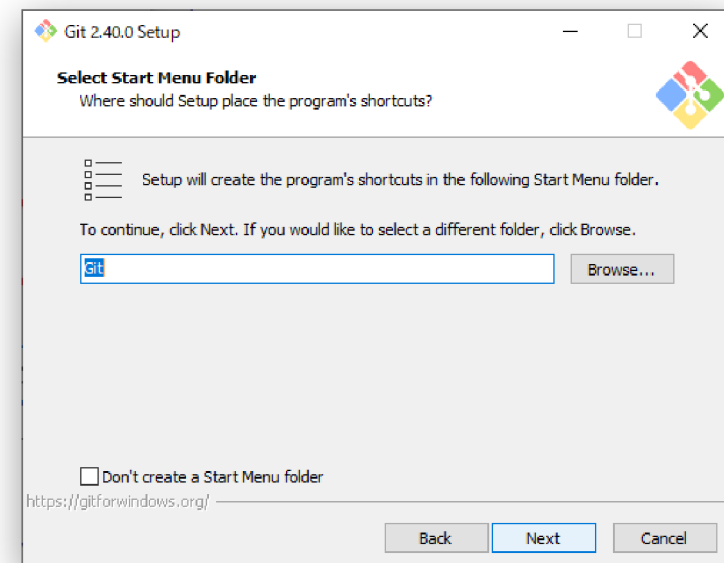 Git 2.40.0 Setup
Select Start Menu Folder
Where should Setup place the program's shortcuts?
Setup will create the program's shortcuts in the following Start Menu folder.
To continue, click Next. If you would like to select a different folder, click Browse.
Git
Browse...
Don't create a Start Menu folder
https://gitforwindows.org/
Back
Next
Cancel